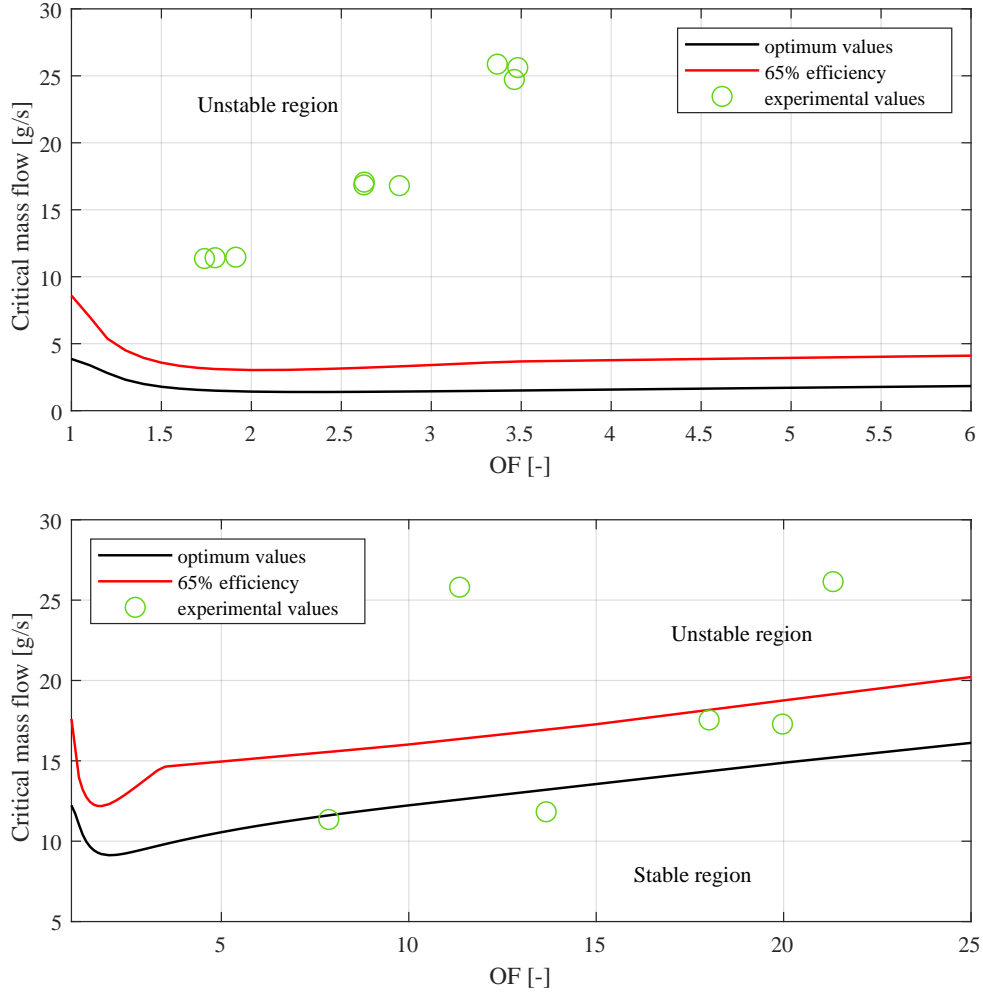 30
25
20
15
10
5
0
Critical mass flow [g/s]
optimum values
65% efficiency
experimental values
Unstable region
1 1.5 2 2.5 3 3.5 4 4.5 5 5.5 6
OF [-]
30
25
20
15
10
5
Critical mass flow [g/s]
optimum values
65% efficiency
experimental values
Unstable region
Stable region
5 10 15 20 25
OF [-]